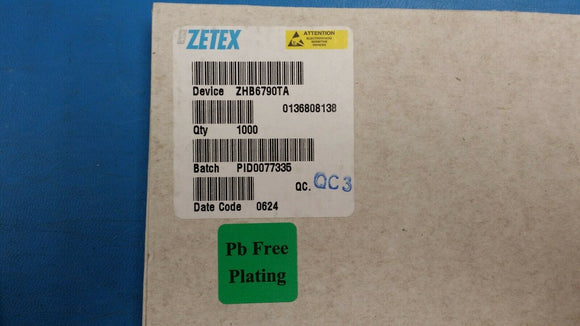 ZETEX
ATTENTION
Device ZHB6790TA
0136808138
Qty 1000
Batch PID0077335
QC. QC3
Date Code 0624
Pb Free
Plating